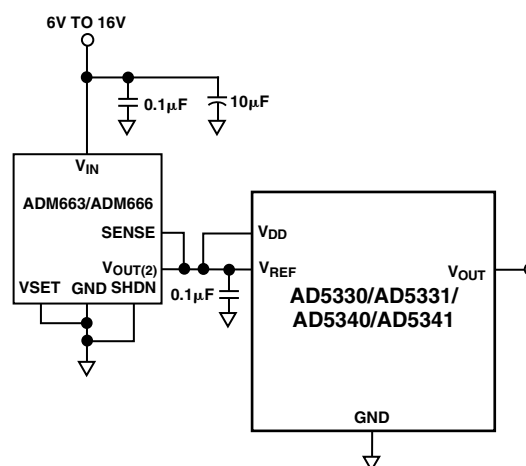 6V TO 16V
0.1μF
10μF
VIN
ADM663/ADM666
SENSE
VOUT(2)
VSET GND SHDN
0.1μF
VDD
VREF
VOUT
AD5330/AD5331/
AD5340/AD5341
GND